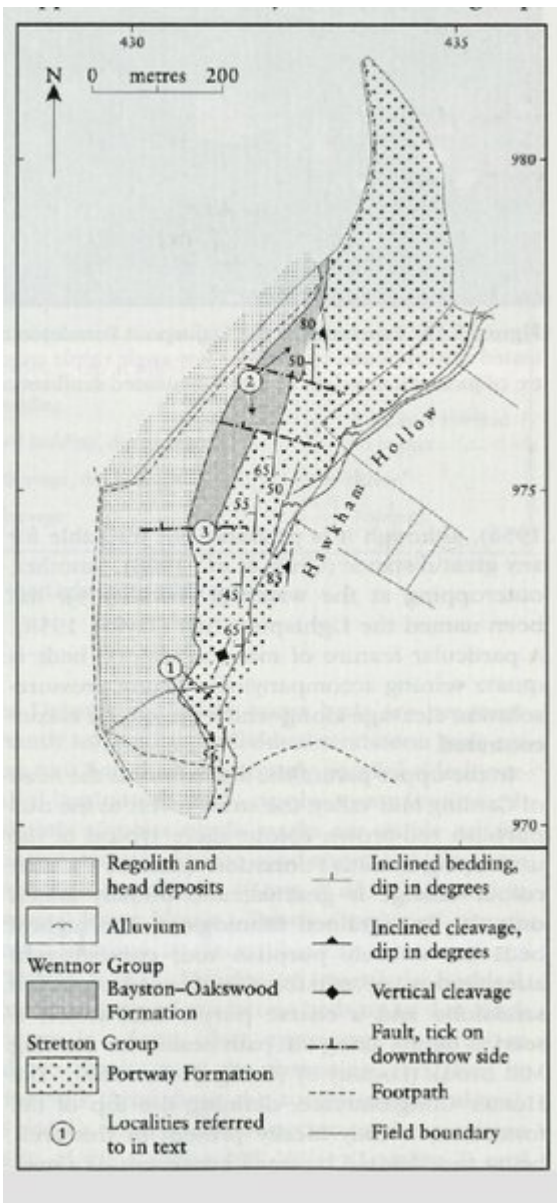 430
435
N
0 metres 200
980
80
50
2
65
50
55
975
3
Hawkham Hollow
83
45
65
1
970
Regolith and
head deposits
Alluvium
Wentnor Group
Bayston–Oakswood
Formation
Stretton Group
Portway Formation
1 Localities referred
to in text
Inclined bedding,
dip in degrees
Inclined cleavage,
dip in degrees
Vertical cleavage
Fault, tick on
downthrow side
Footpath
Field boundary